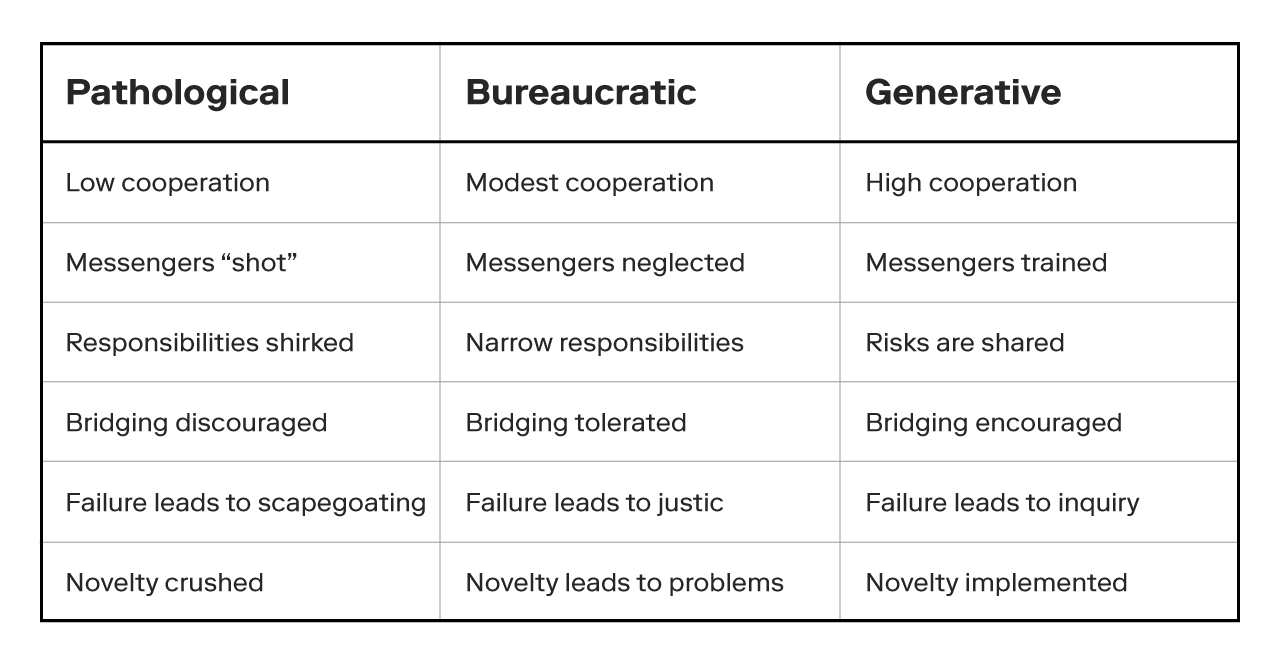 Pathological Bureaucratic Generative
Low cooperation Modest cooperation High cooperation
Messengers “shot” Messengers neglected Messengers trained
Responsibilities shirked Narrow responsibilities Risks are shared
Bridging discouraged Bridging tolerated Bridging encouraged
Failure leads to scapegoating Failure leads to justic Failure leads to inquiry
Novelty crushed Novelty leads to problems Novelty implemented